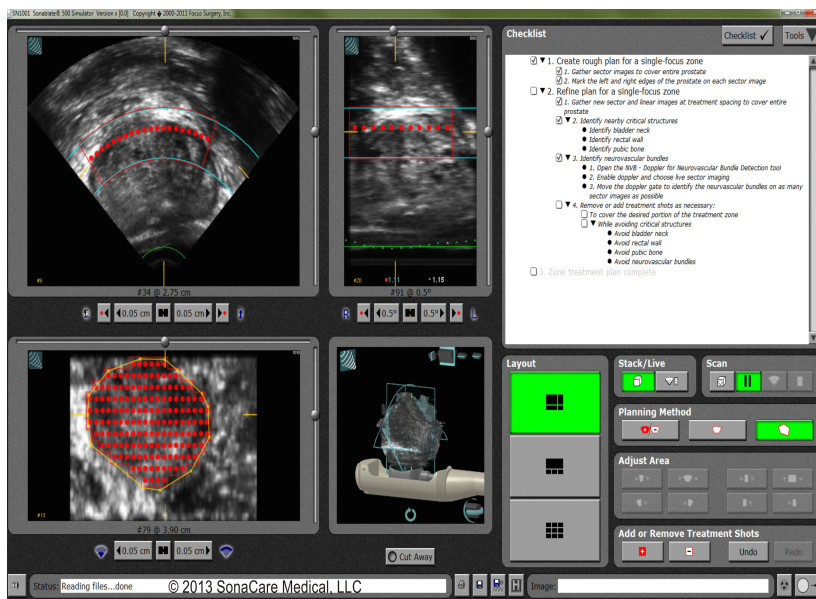 SN1001 Sonablate® 500 Simulator Version x [0.0] Copyright � 2000-2013 Focus Surgery, Inc.
#9
#34 @ 2.75 cm
0.05 cm
0.05 cm
#20
1.11
^1.15
#91 @ 0.5°
R
0.5°
0.5°
L
#13
#79 @ 3.90 cm
0.05 cm
0.05 cm
Cut Away
Checklist
Checklist ✓
Tools
1. Create rough plan for a single-focus zone
1. Gather sector images to cover entire prostate
2. Mark the left and right edges of the prostate on each sector image
2. Refine plan for a single-focus zone
1. Gather new sector and linear images at treatment spacing to cover entire
prostate
2. Identify nearby critical structures
Identify bladder neck
Identify rectal wall
Identify pubic bone
3. Identify neurovascular bundles
1. Open the NVB - Doppler for Neurovascular Bundle Detection tool
2. Enable doppler and choose live sector imaging
3. Move the doppler gate to identify the neurvascular bundles on as many
sector images as possible
4. Remove or add treatment shots as necessary:
To cover the desired portion of the treatment zone
While avoiding critical structures
Avoid bladder neck
Avoid rectal wall
Avoid pubic bone
Avoid neurovascular bundles
3. Zone treatment plan complete
Layout
Stack/Live
Scan
Planning Method
Adjust Area
Add or Remove Treatment Shots
Undo
Redo
Status: Reading files...done
© 2013 SonaCare Medical, LLC
Image: